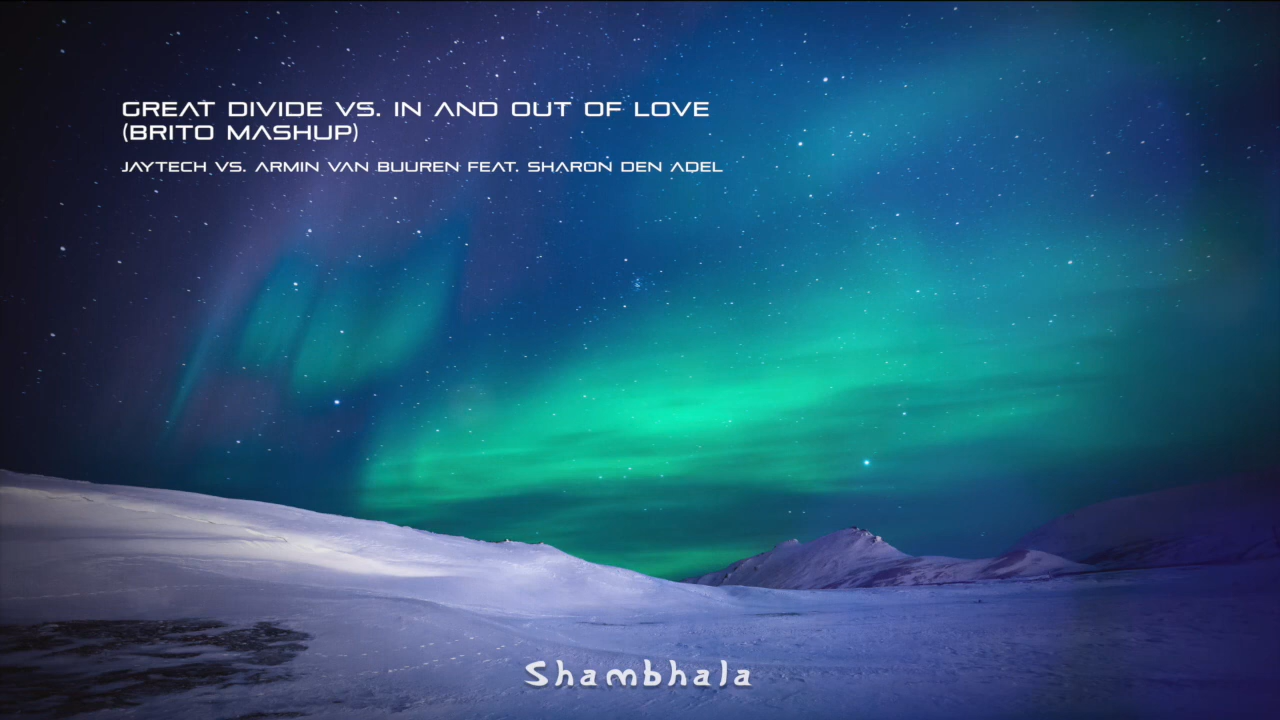 GREAT DIVIDE VS. IN AND OUT OF LOVE
(BRITO MASHUP)
JAYTECH VS. ARMIN VAN BUUREN FEAT. SHARON DEN ADEL
Shambhala